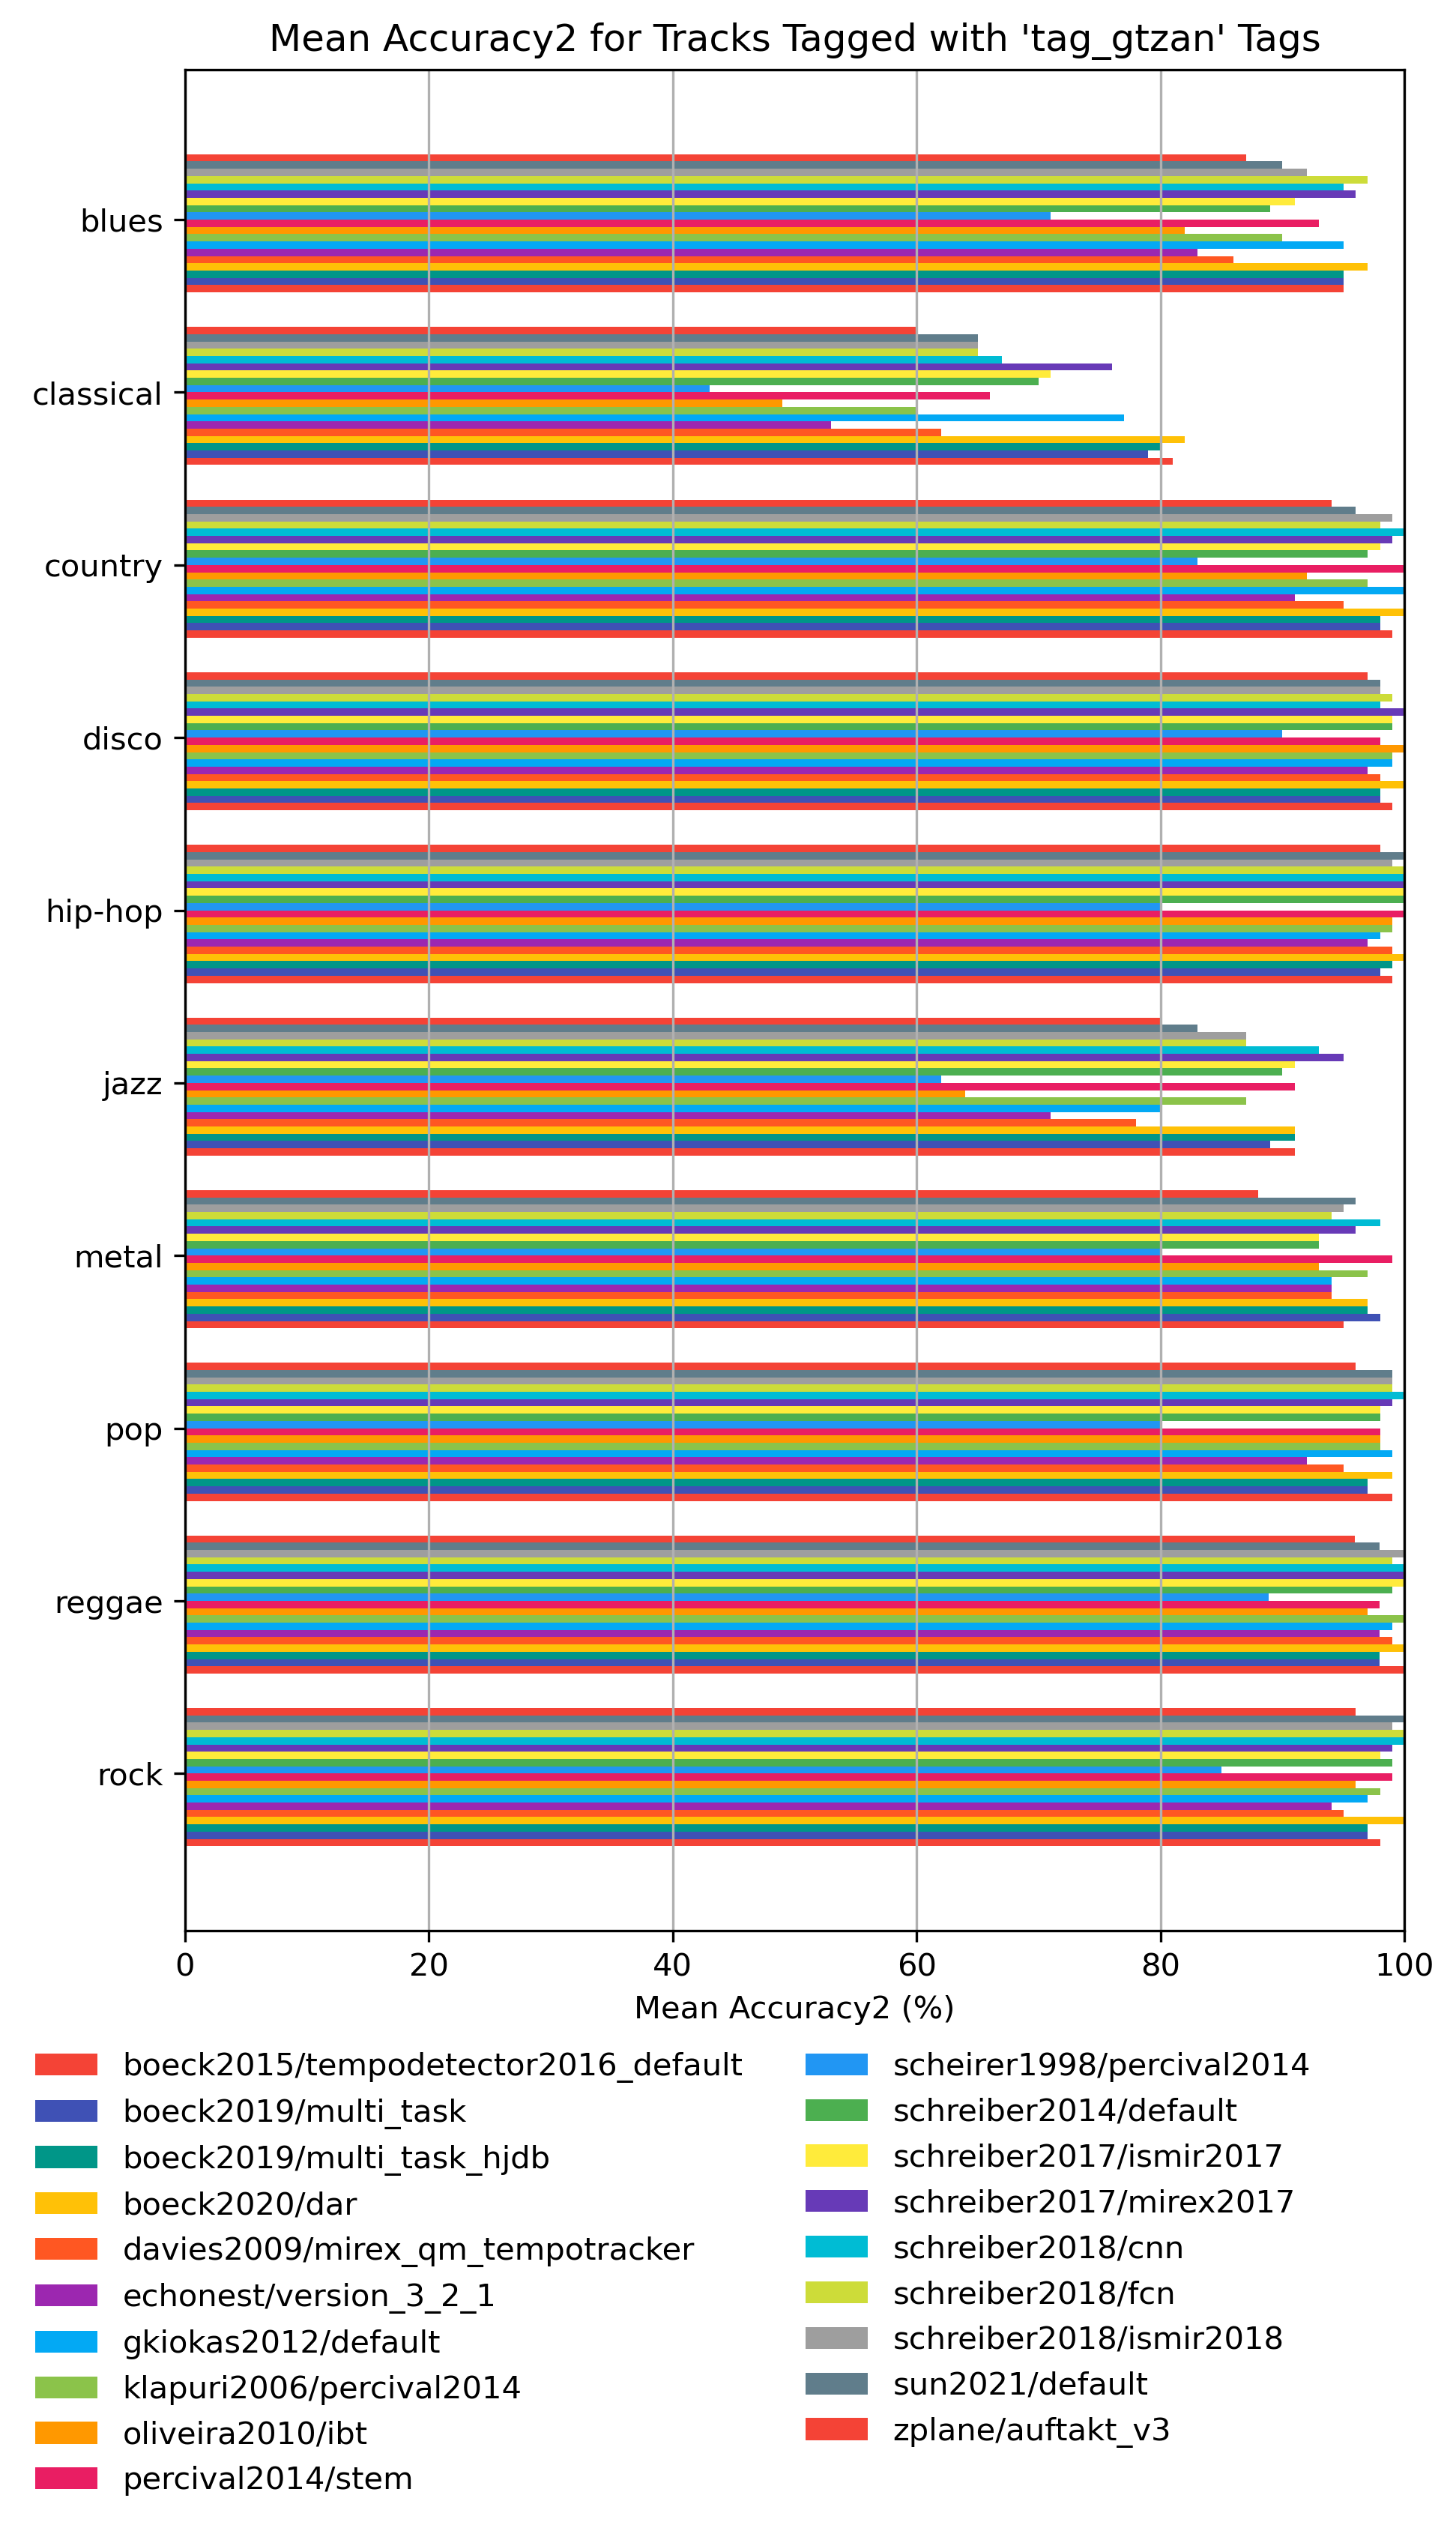 Mean Accuracy2 for Tracks Tagged with 'tag_gtzan' Tags
blues
classical
country
disco
hip-hop
jazz
metal
pop
reggae
rock
0 20 40 60 80 100
Mean Accuracy2 (%)
boeck2015/tempodetector2016_default
boeck2019/multi_task
boeck2019/multi_task_hjdb
boeck2020/dar
davies2009/mirex_qm_tempotracker
echonest/version_3_2_1
gkiokas2012/default
klapuri2006/percival2014
oliveira2010/ibt
percival2014/stem
scheirer1998/percival2014
schreiber2014/default
schreiber2017/ismir2017
schreiber2017/mirex2017
schreiber2018/cnn
schreiber2018/fcn
schreiber2018/ismir2018
sun2021/default
zplane/auftakt_v3